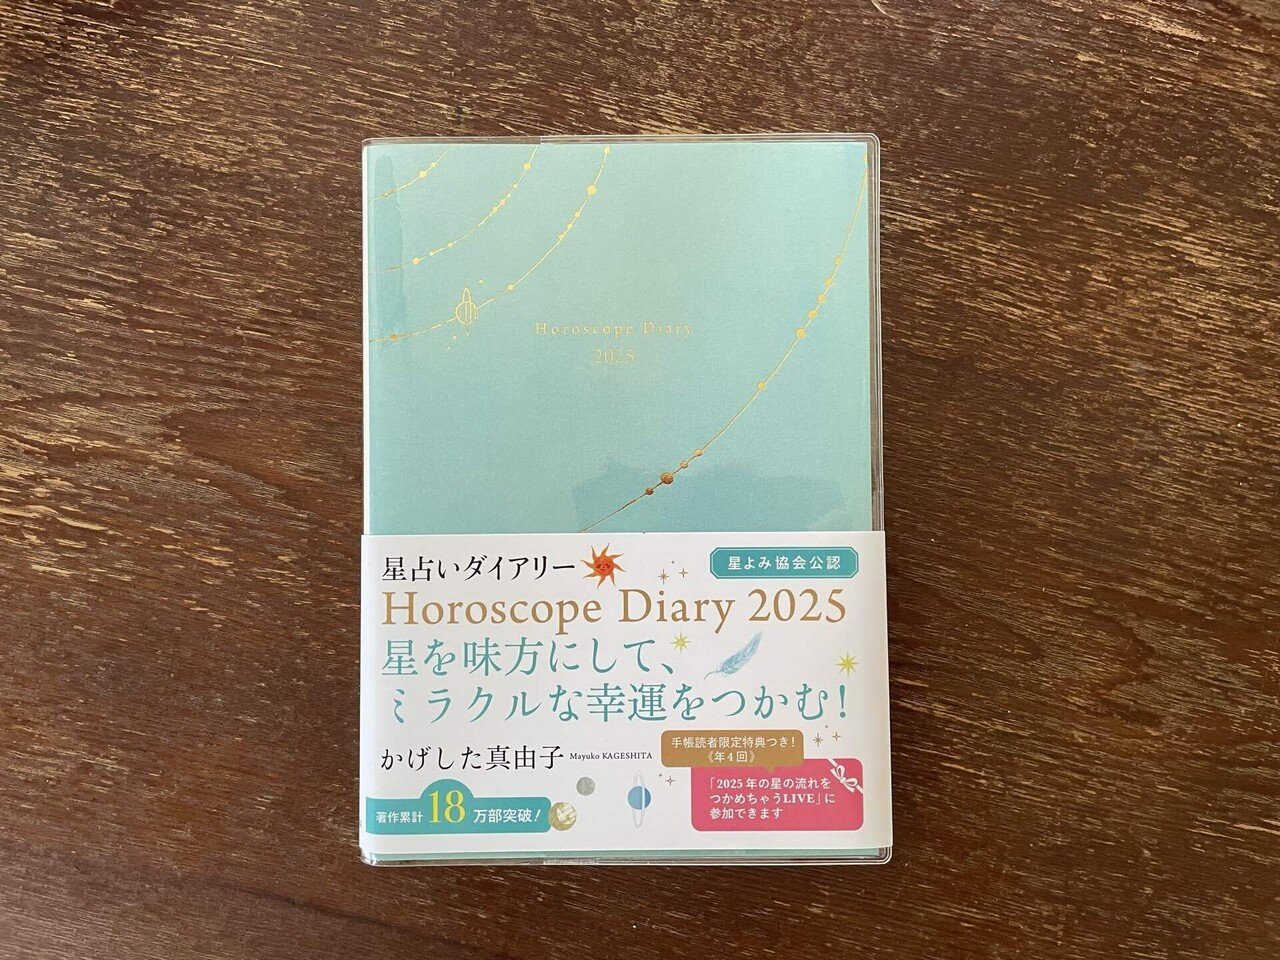 Horoscope Diary
2025
星占いダイアリー
星よみ協会公認
Horoscope Diary 2025
星を味方にして、
ミラクルな幸運をつかむ!
かげした真由子 Mayuko KAGESHITA
手帳読者限定特典つき!
《年4回》
「2025年の星の流れを
つかめちゃうLIVE」に
参加できます
著作累計18万部突破!